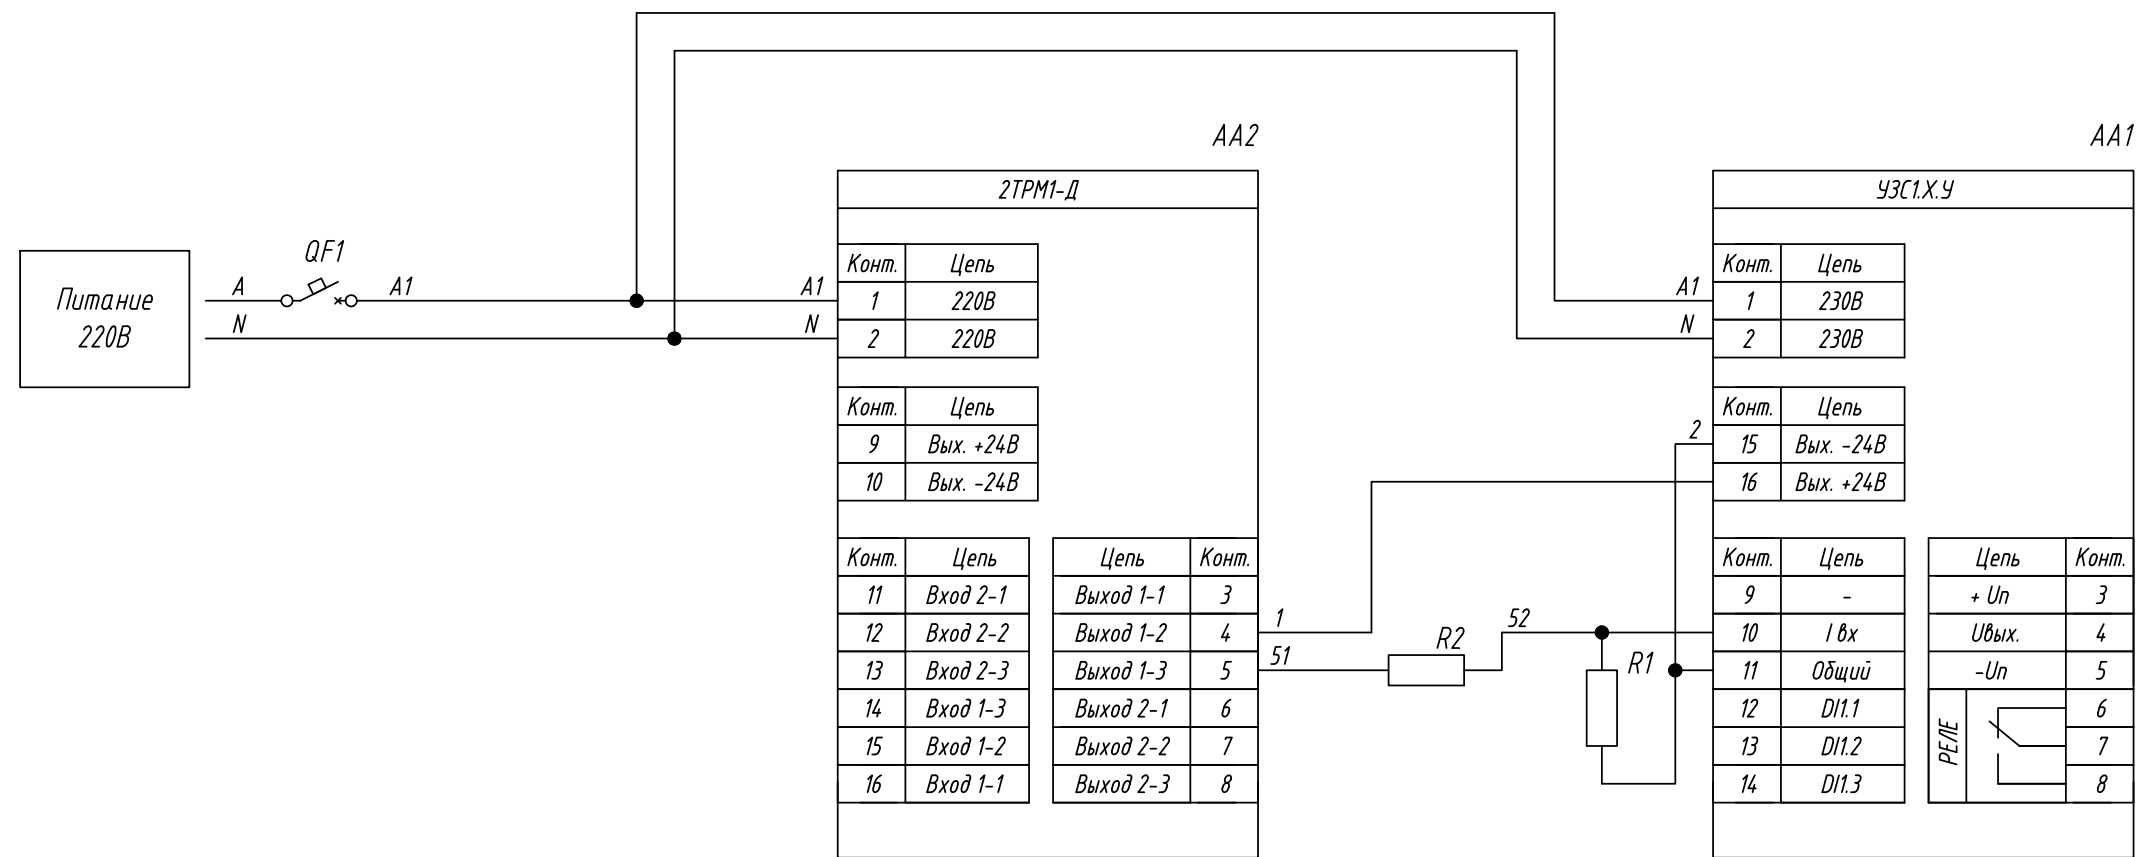 AA2
AA1
2ТРМ1-Д
УЗС1.Х.У
Питание
220В
QF1
A
A1
N
A1
N
Конт. Цепь
1 220В
2 220В
Конт. Цепь
9 Вых. +24В
10 Вых. -24В
Конт. Цепь
11 Вход 2-1
12 Вход 2-2
13 Вход 2-3
14 Вход 1-3
15 Вход 1-2
16 Вход 1-1
Цепь Конт.
Выход 1-1 3
Выход 1-2 4
Выход 1-3 5
Выход 2-1 6
Выход 2-2 7
Выход 2-3 8
1
51
R2
52
R1
A1
N
2
Конт. Цепь
1 230В
2 230В
Конт. Цепь
15 Вых. -24В
16 Вых. +24В
Конт. Цепь
9 -
10 I вх
11 Общий
12 DI1.1
13 DI1.2
14 DI1.3
Цепь Конт.
+ Uп 3
Uвых. 4
-Uп 5
РЕЛЕ
6
7
8